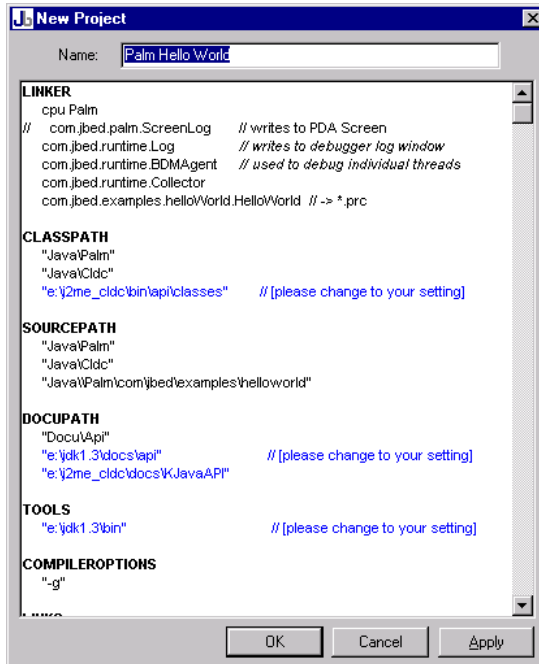 Jb New Project
Name: Palm Hello World
LINKER
cpu Palm
// com.jbed.palm.ScreenLog // writes to PDA Screen
com.jbed.runtime.Log // writes to debugger log window
com.jbed.runtime.BDMAgent // used to debug individual threads
com.jbed.runtime.Collector
com.jbed.examples.helloWorld.HelloWorld // -> *.prc
CLASSPATH
"Java\Palm"
"Java\Cldc"
"e:\j2me_cldc\bin\api\classes" // [please change to your setting]
SOURCEPATH
"Java\Palm"
"Java\Cldc"
"Java\\Palm\com\jbed\examples\helloworld"
DOCUPATH
"Docu\Api"
"e:\jdk1.3\docs\api" // [please change to your setting]
"e:\j2me_cldc\docs\KJavaAPI"
TOOLS
"e:\jdk1.3\bin" // [please change to your setting]
COMPILEROPTIONS
"-g"
OK Cancel Apply